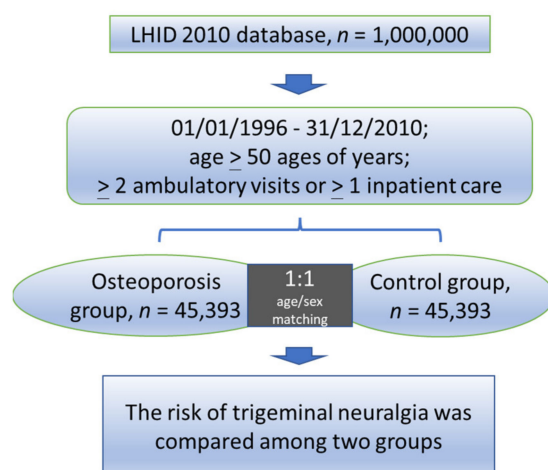 LHID 2010 database, n = 1,000,000
01/01/1996 - 31/12/2010;
age ≥ 50 ages of years;
≥ 2 ambulatory visits or ≥ 1 inpatient care
Osteoporosis
group, n = 45,393
1:1
age/sex
matching
Control group,
n = 45,393
The risk of trigeminal neuralgia was
compared among two groups